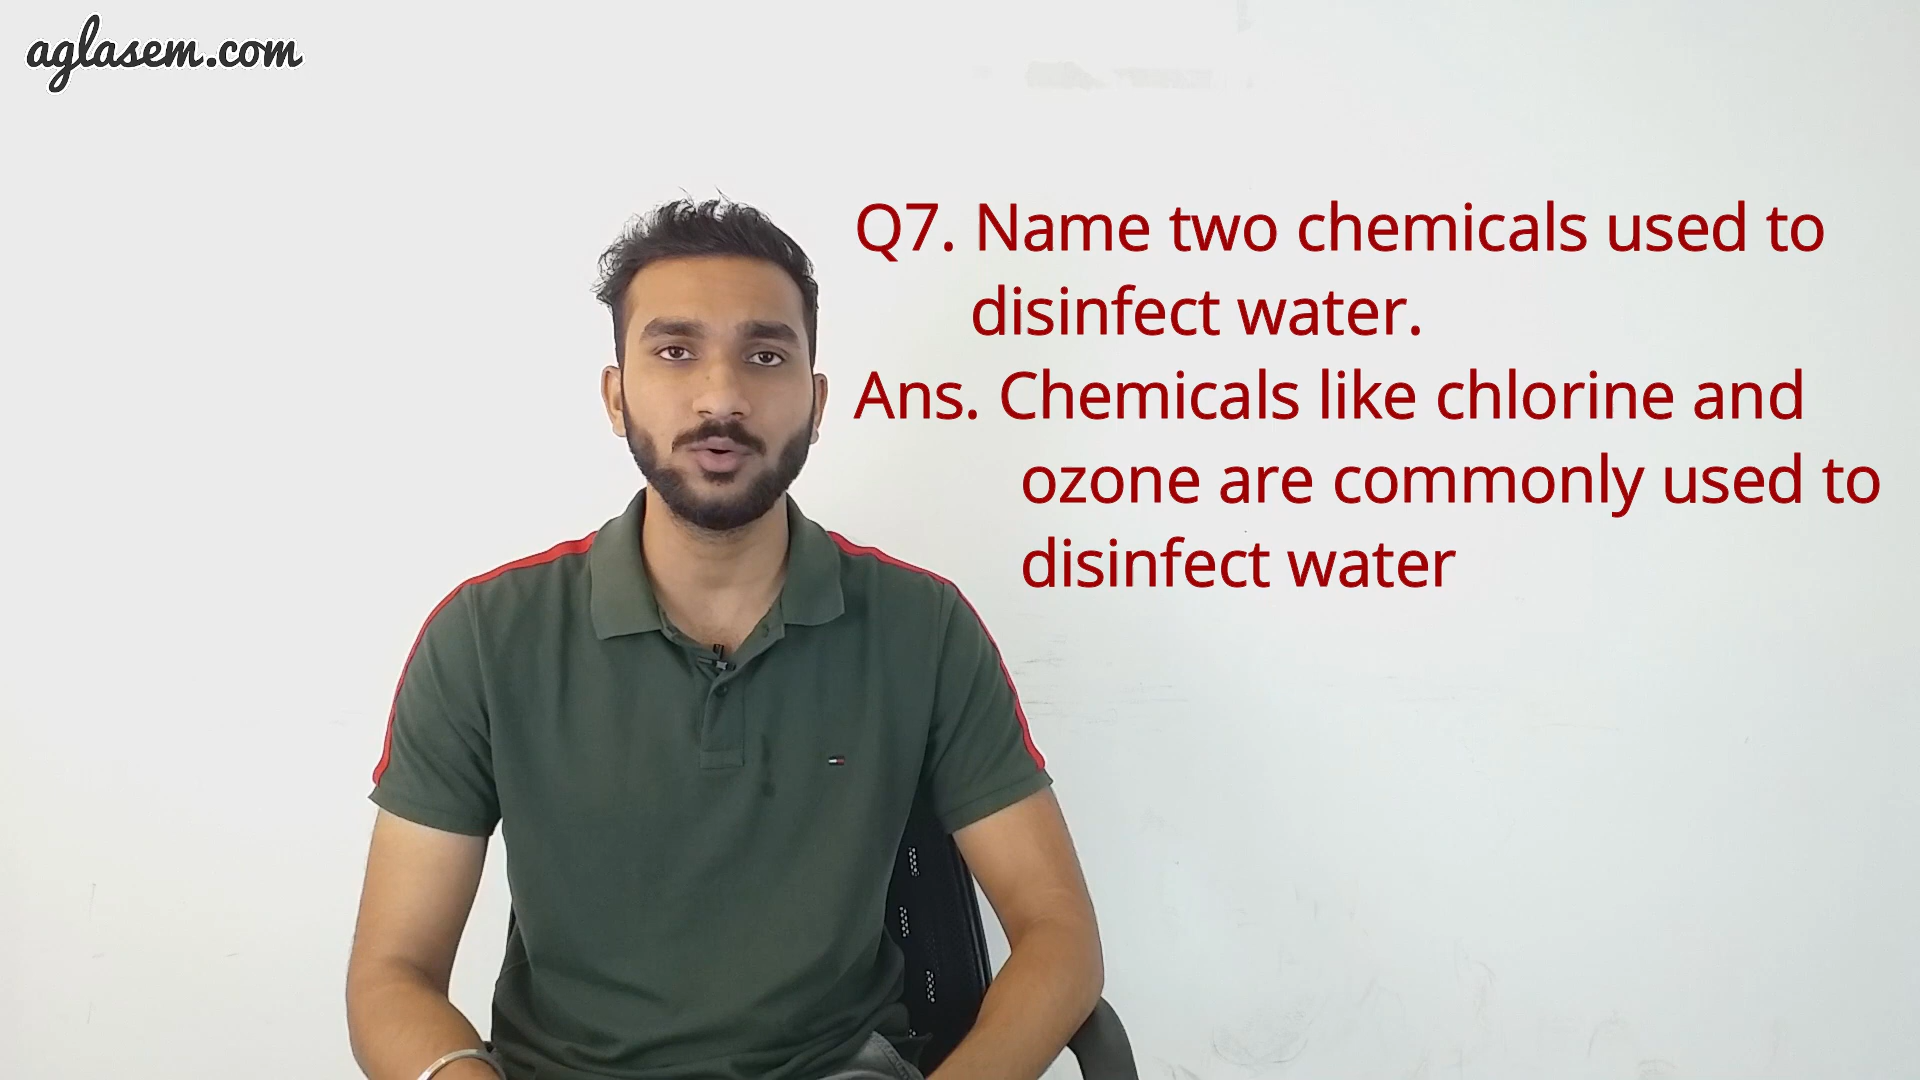 aglasem.com
Q7. Name two chemicals used to
disinfect water.
Ans. Chemicals like chlorine and
ozone are commonly used to
disinfect water